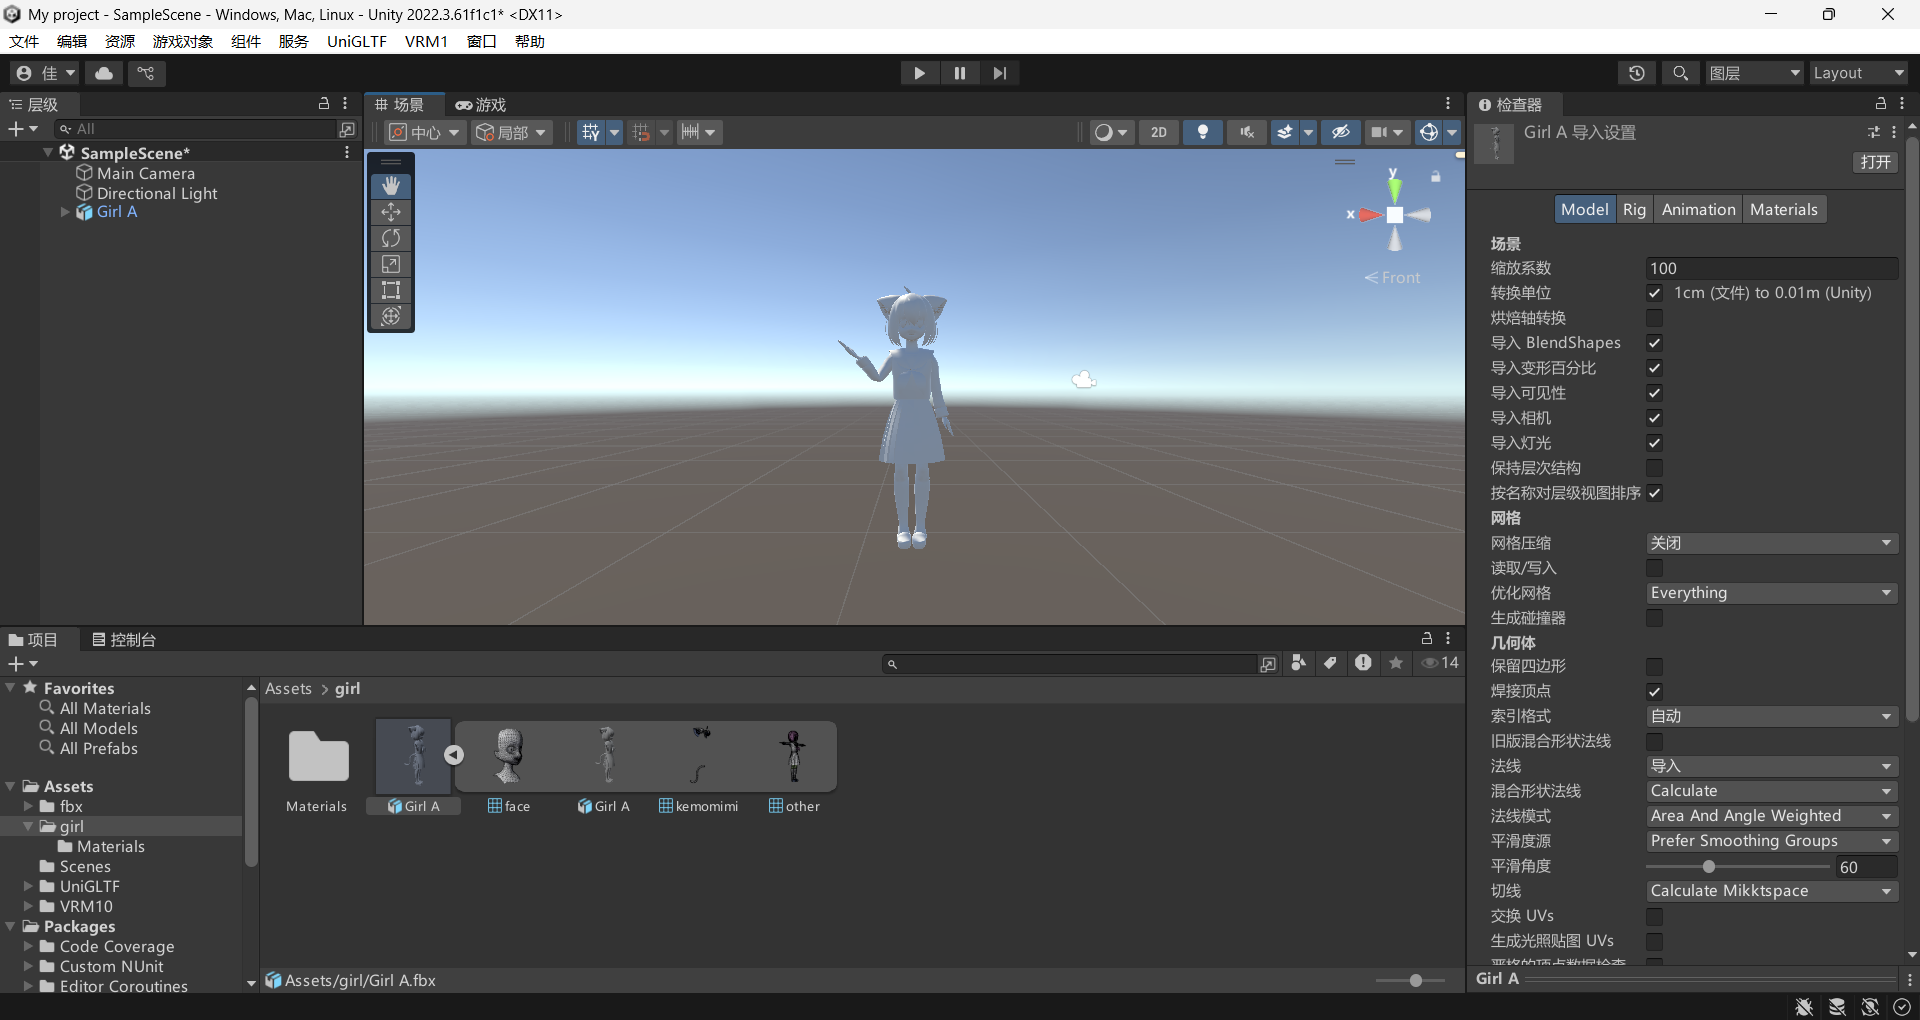 My project - SampleScene - Windows, Mac, Linux - Unity 2022.3.61f1c1* <DX11>
文件 编辑 资源 游戏对象 组件 服务 UniGLTF VRM1 窗口 帮助
佳 图层 Layout
层级
All
SampleScene*
Main Camera
Directional Light
Girl A
场景 游戏
中心 局部 2D
y
x
Front
项目 控制台
14
Favorites
All Materials
All Models
All Prefabs
Assets
fbx
girl
Materials
Scenes
UniGLTF
VRM10
Packages
Code Coverage
Custom NUnit
Editor Coroutines
Assets > girl
Materials Girl A face Girl A kemomimi other
Assets/girl/Girl A.fbx
检查器
Girl A 导入设置
打开
Model Rig Animation Materials
场景
缩放系数 100
转换单位 1cm (文件) to 0.01m (Unity)
烘焙轴转换
导入 BlendShapes
导入变形百分比
导入可见性
导入相机
导入灯光
保持层次结构
按名称对层级视图排序
网格
网格压缩 关闭
读取/写入
优化网格 Everything
生成碰撞器
几何体
保留四边形
焊接顶点
索引格式 自动
旧版混合形状法线
法线 导入
混合形状法线 Calculate
法线模式 Area And Angle Weighted
平滑度源 Prefer Smoothing Groups
平滑角度 60
切线 Calculate Mikktspace
交换 UVs
生成光照贴图 UVs
严格的顶点数据检查
Girl A